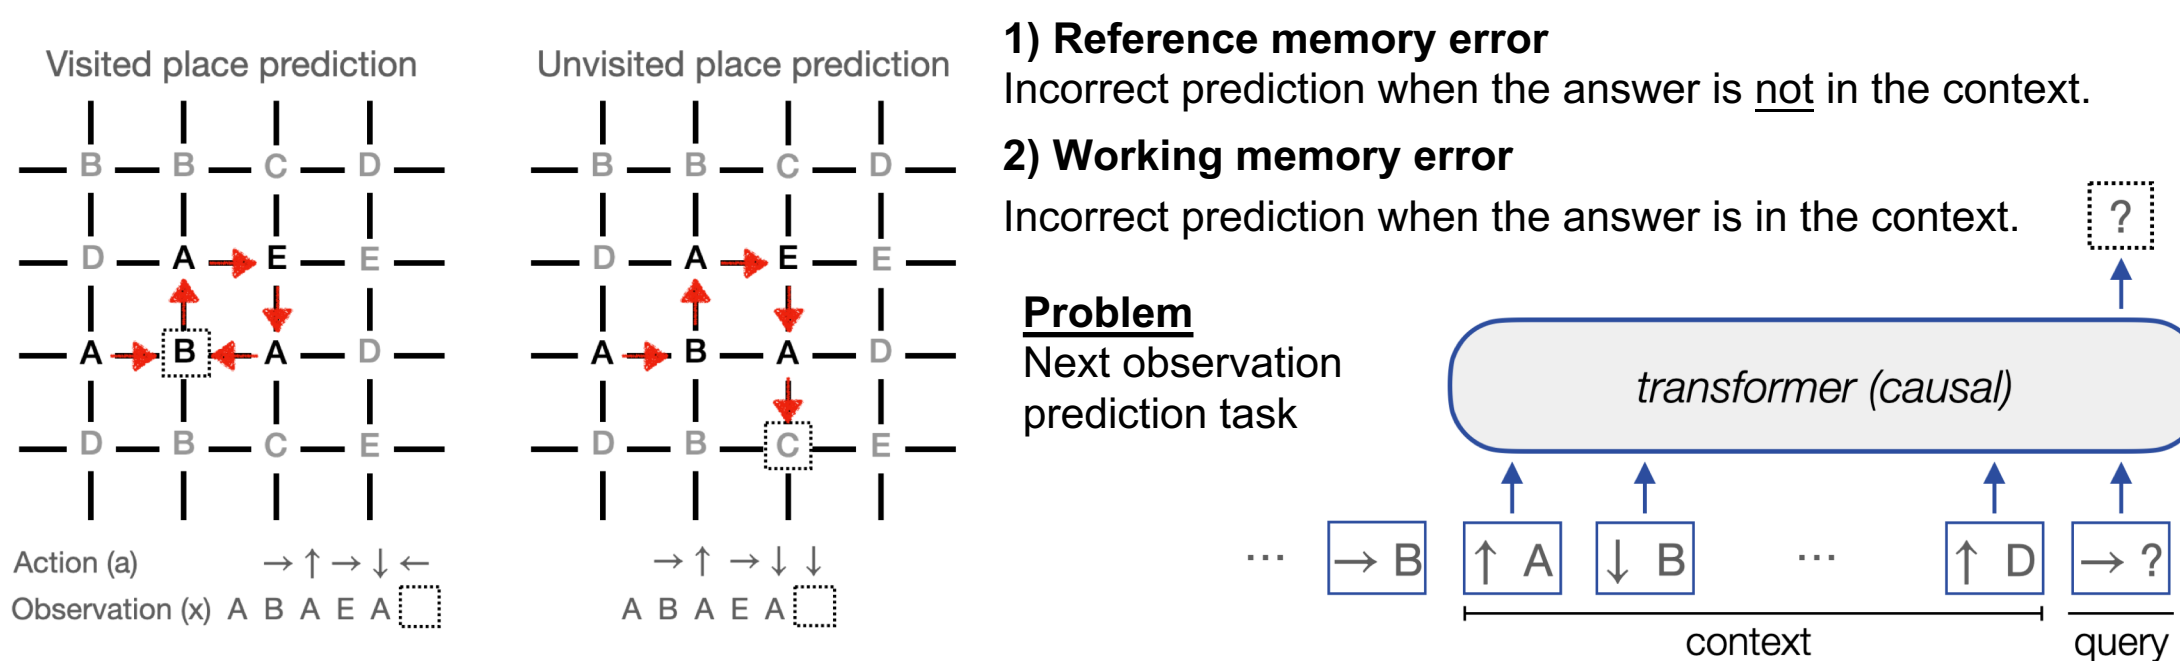 Visited place prediction
B B C D
D A E E
A B A D
D B C E
Action (a) → ↑ → ↓ ←
Observation (x) A B A E A
Unvisited place prediction
B B C D
D A E E
A B A D
D B C E
→ ↑ → ↓ ↓
A B A E A
1) Reference memory error
Incorrect prediction when the answer is not in the context.
2) Working memory error
Incorrect prediction when the answer is in the context.
Problem
Next observation
prediction task
?
transformer (causal)
... → B ↑ A ↓ B ... ↑ D → ?
context query